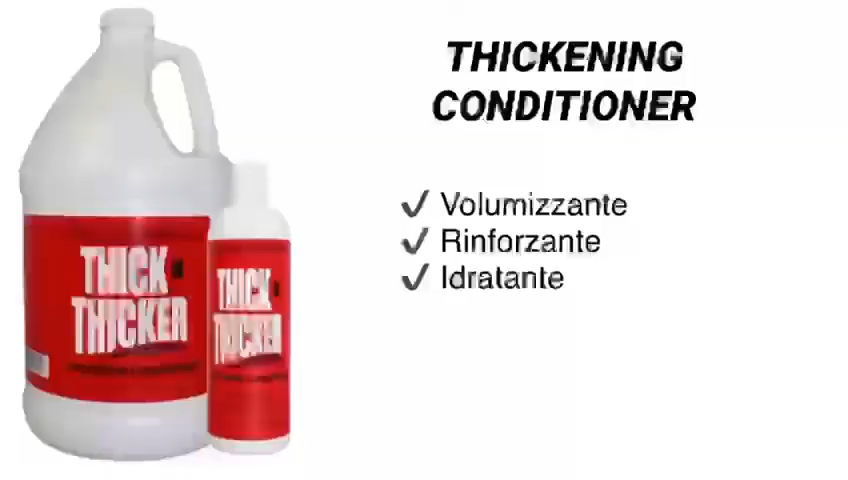 THICKENING
CONDITIONER
✓ Volumizzante
✓ Rinforzante
✓ Idratante
THICK N
THICKER
THICK N
THICKER